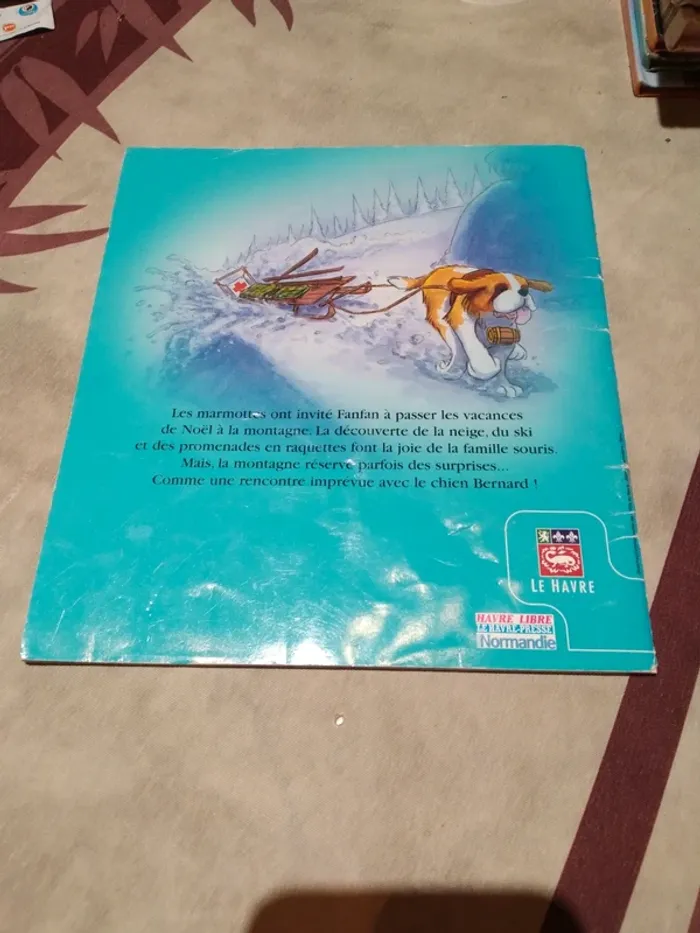 Les marmottes ont invité Fanfan à passer les vacances
de Noël à la montagne. La découverte de la neige, du ski
et des promenades en raquettes font la joie de la famille souris.
Mais, la montagne réserve parfois des surprises...
Comme une rencontre imprévue avec le chien Bernard !
LE HAVRE
HAVRE LIBRE
LE HAVRE-PRESSE
Normandie